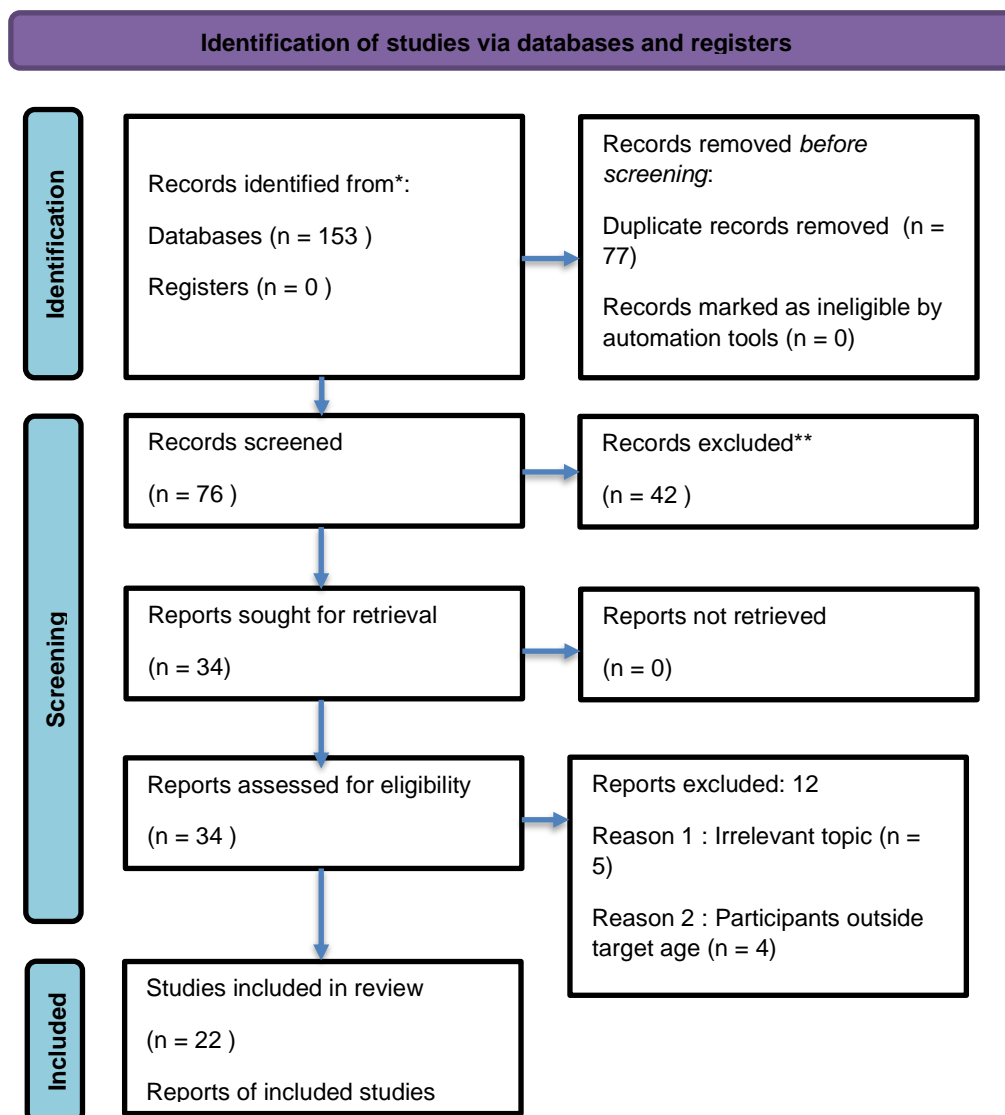 Identification of studies via databases and registers
Identification
Records identified from*:
Databases (n = 153 )
Registers (n = 0 )
Records removed before
screening:
Duplicate records removed  (n =
77)
Records marked as ineligible by
automation tools (n = 0)
Screening
Records screened
(n = 76 )
Records excluded**
(n = 42 )
Reports sought for retrieval
(n = 34)
Reports not retrieved
(n = 0)
Reports assessed for eligibility
(n = 34 )
Reports excluded: 12
Reason 1 : Irrelevant topic (n =
5)
Reason 2 : Participants outside
target age (n = 4)
Included
Studies included in review
(n = 22 )
Reports of included studies